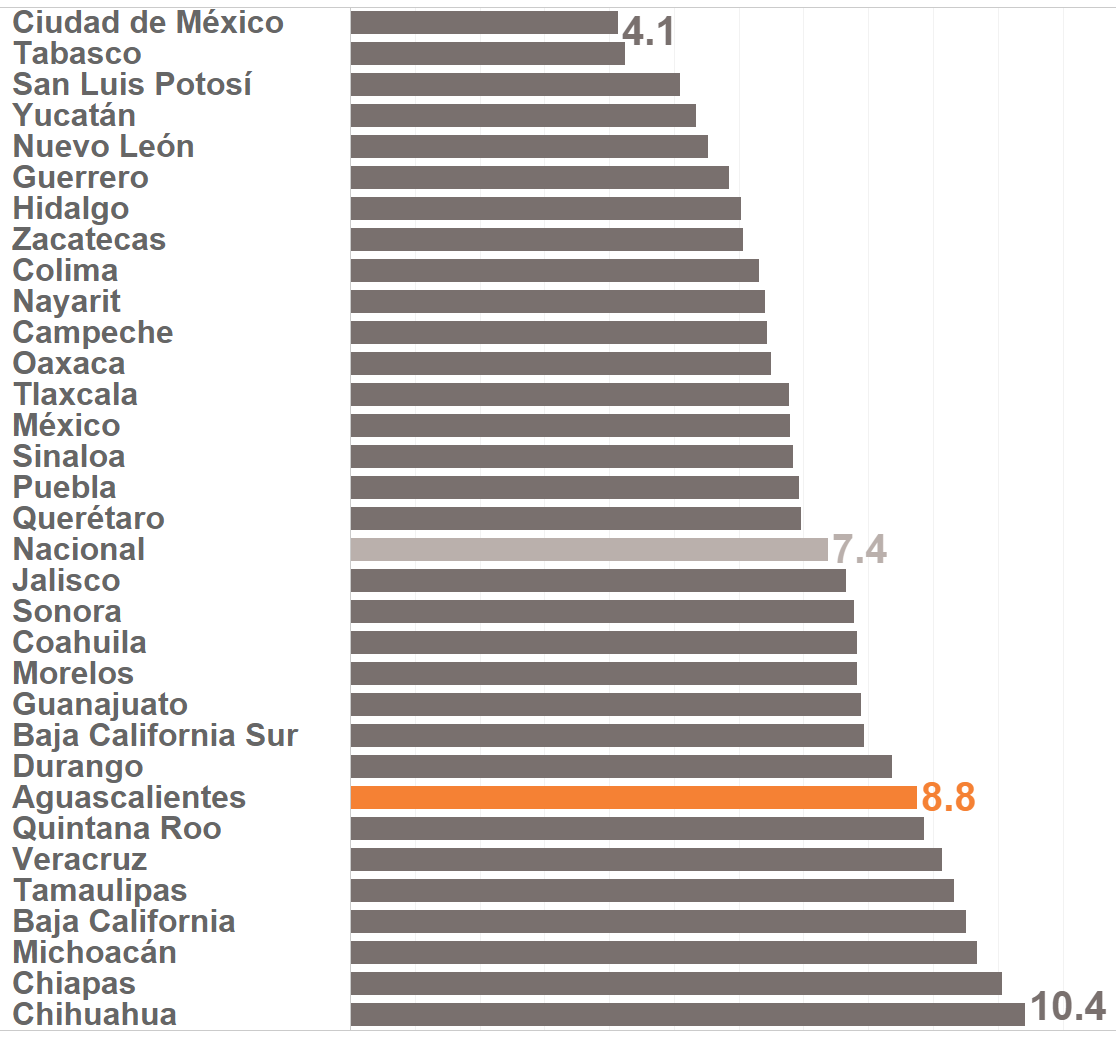 Ciudad de México 4.1
Tabasco
San Luis Potosí
Yucatán
Nuevo León
Guerrero
Hidalgo
Zacatecas
Colima
Nayarit
Campeche
Oaxaca
Tlaxcala
México
Sinaloa
Puebla
Querétaro
Nacional 7.4
Jalisco
Sonora
Coahuila
Morelos
Guanajuato
Baja California Sur
Durango
Aguascalientes 8.8
Quintana Roo
Veracruz
Tamaulipas
Baja California
Michoacán
Chiapas
Chihuahua 10.4